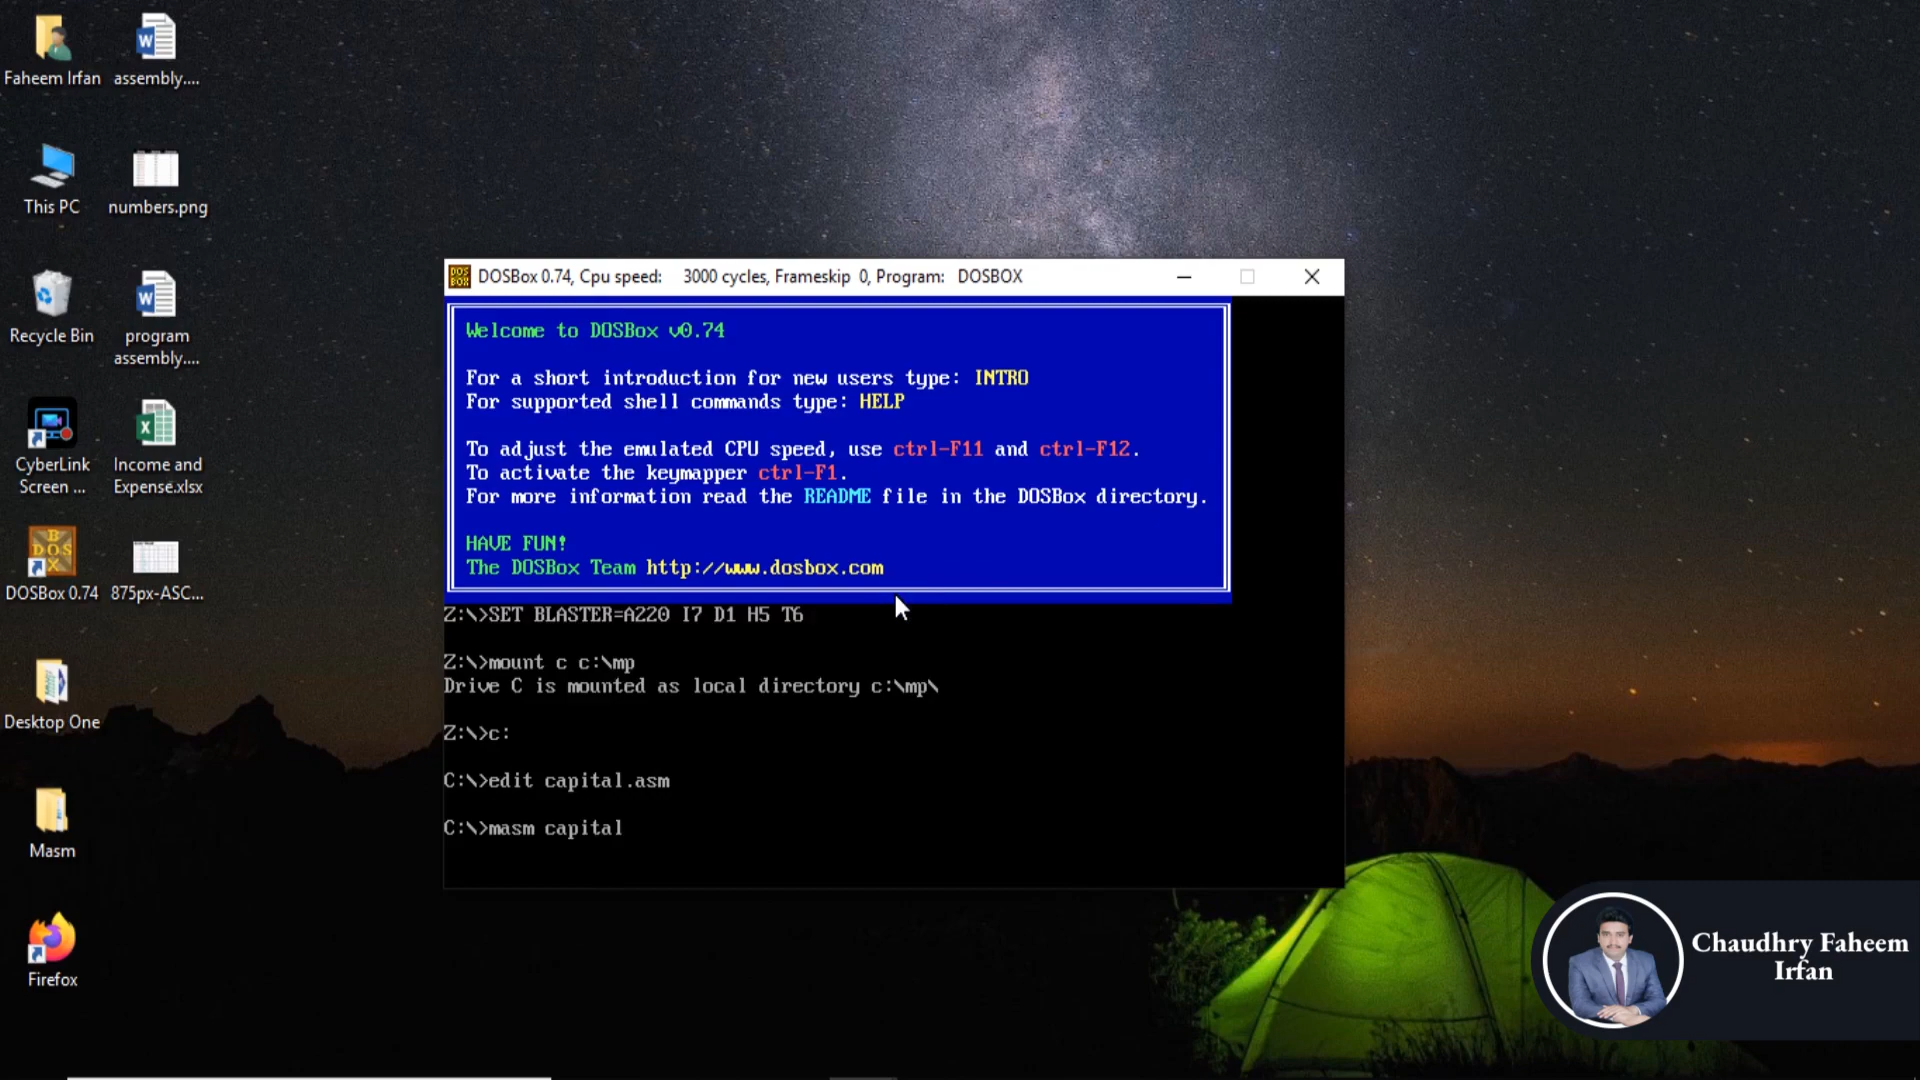 Faheem Irfan
assembly....
This PC
numbers.png
Recycle Bin
program
assembly....
CyberLink
Screen ...
Income and
Expense.xlsx
DOSBox 0.74
875px-ASC...
Desktop One
Masm
Firefox
DOSBox 0.74, Cpu speed: 3000 cycles, Frameskip 0, Program: DOSBOX
Welcome to DOSBox v0.74
For a short introduction for new users type: INTRO
For supported shell commands type: HELP
To adjust the emulated CPU speed, use ctrl-F11 and ctrl-F12.
To activate the keymapper ctrl-F1.
For more information read the README file in the DOSBox directory.
HAVE FUN!
The DOSBox Team http://www.dosbox.com
Z:\>SET BLASTER=A220 I7 D1 H5 T6
Z:\>mount c c:\mp
Drive C is mounted as local directory c:\mp\
Z:\>c:
C:\>edit capital.asm
C:\>masm capital
Chaudhry Faheem
Irfan